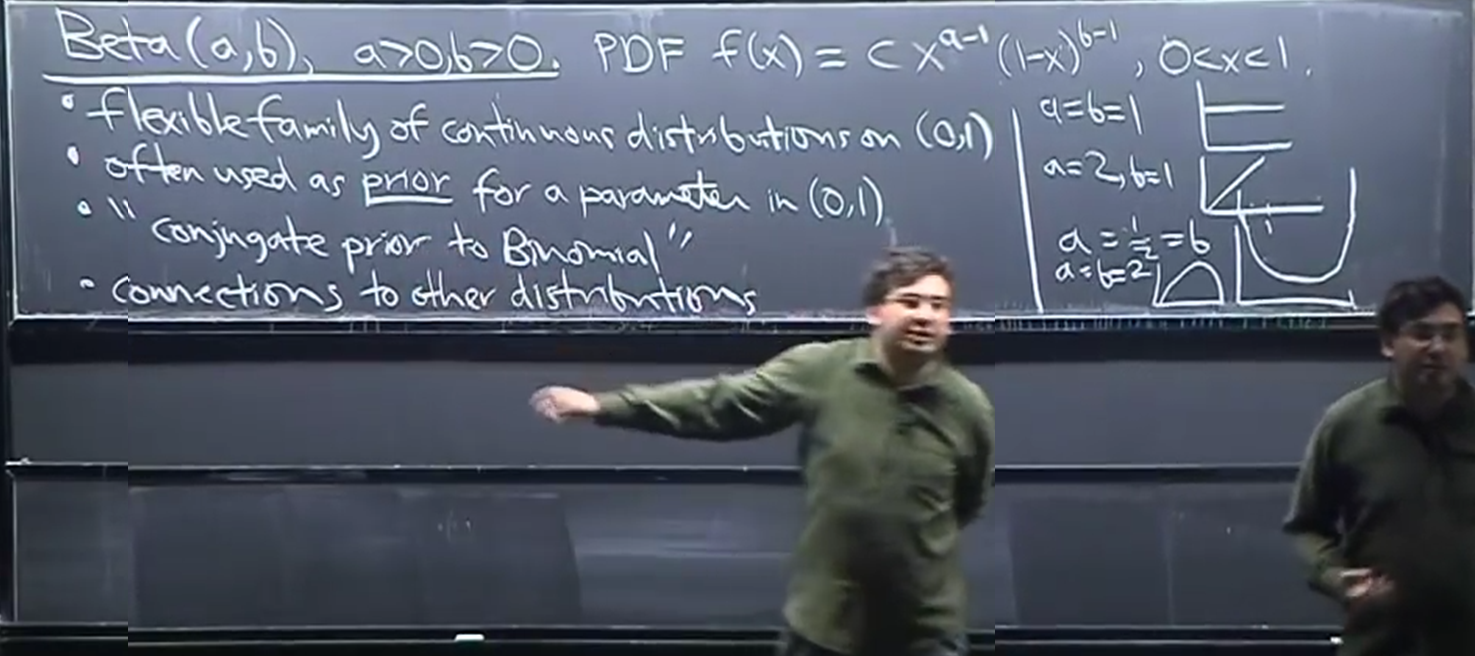 Beta(a,b), a>0,b>0. PDF f(x) = c x^{a-1} (1-x)^{b-1}, 0<x<1.
• flexible family of continuous distributions on (0,1)
• often used as prior for a parameter in (0,1)
• "conjugate prior to Binomial"
• connections to other distributions
a=b=1
a=2,b=1
a=½=b
a=b=2